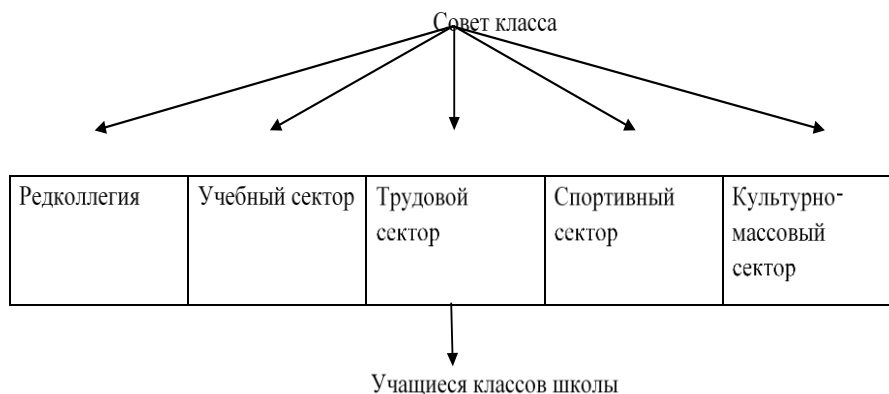 Совет класса
Редколлегия
Учебный сектор
Трудовой
сектор
Спортивный
сектор
Культурно-
массовый
сектор
Учащиеся классов школы